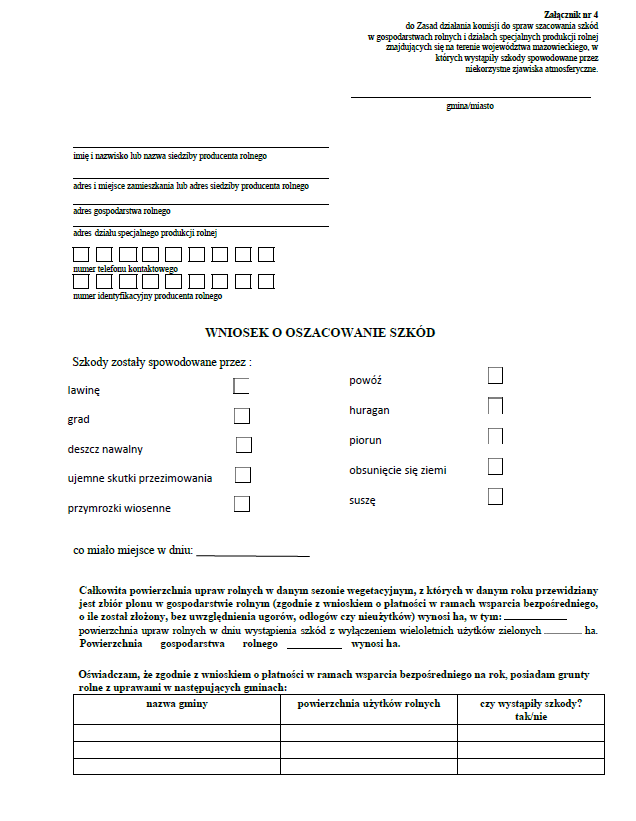 Załącznik nr 4
do Zasad działania komisji do spraw szacowania szkód
w gospodarstwach rolnych i działach specjalnych produkcji rolnej
znajdujących się na terenie województwa mazowieckiego, w
których wystąpiły szkody spowodowane przez
niekorzystne zjawiska atmosferyczne.
gmina/miasto
imię i nazwisko lub nazwa siedziby producenta rolnego
adres i miejsce zamieszkania lub adres siedziby producenta rolnego
adres gospodarstwa rolnego
adres działu specjalnego produkcji rolnej
numer telefonu kontaktowego
numer identyfikacyjny producenta rolnego
WNIOSEK O OSZACOWANIE SZKÓD
Szkody zostały spowodowane przez :
lawinę
grad
deszcz nawalny
ujemne skutki przezimowania
przymrozki wiosenne
powóź
huragan
piorun
obsunięcie się ziemi
suszę
co miało miejsce w dniu: ____________________
Całkowita powierzchnia upraw rolnych w danym sezonie wegetacyjnym, z których w danym roku przewidziany
jest zbiór plonu w gospodarstwie rolnym (zgodnie z wnioskiem o płatności w ramach wsparcia bezpośredniego,
o ile został złożony, bez uwzględnienia ugorów, odłogów czy nieużytków) wynosi ha, w tym: __________
powierzchnia upraw rolnych w dniu wystąpienia szkód z wyłączeniem wieloletnich użytków zielonych ______ ha.
Powierzchnia gospodarstwa rolnego _________ wynosi ha.
Oświadczam, że zgodnie z wnioskiem o płatności w ramach wsparcia bezpośredniego na rok, posiadam grunty
rolne z uprawami w następujących gminach:
nazwa gminy
powierzchnia użytków rolnych
czy wystąpiły szkody?
tak/nie